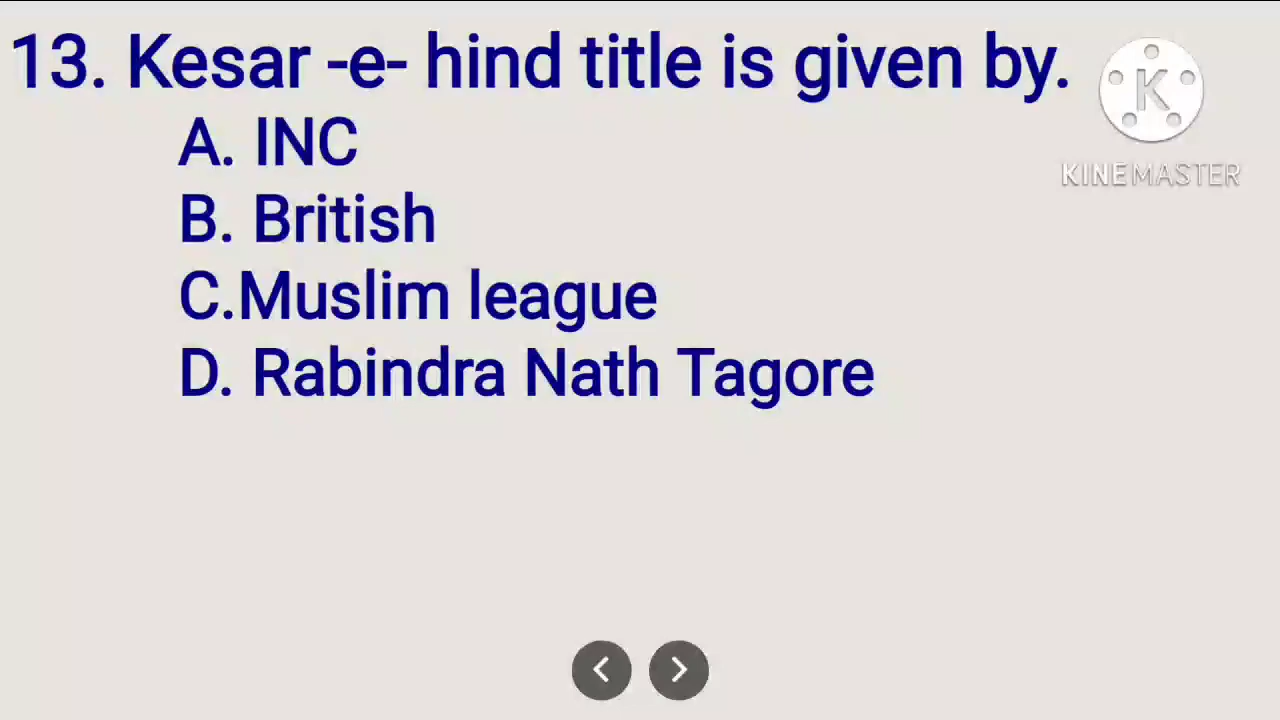 13. Kesar -e- hind title is given by.
A. INC
B. British
C.Muslim league
D. Rabindra Nath Tagore
K
KINEMASTER